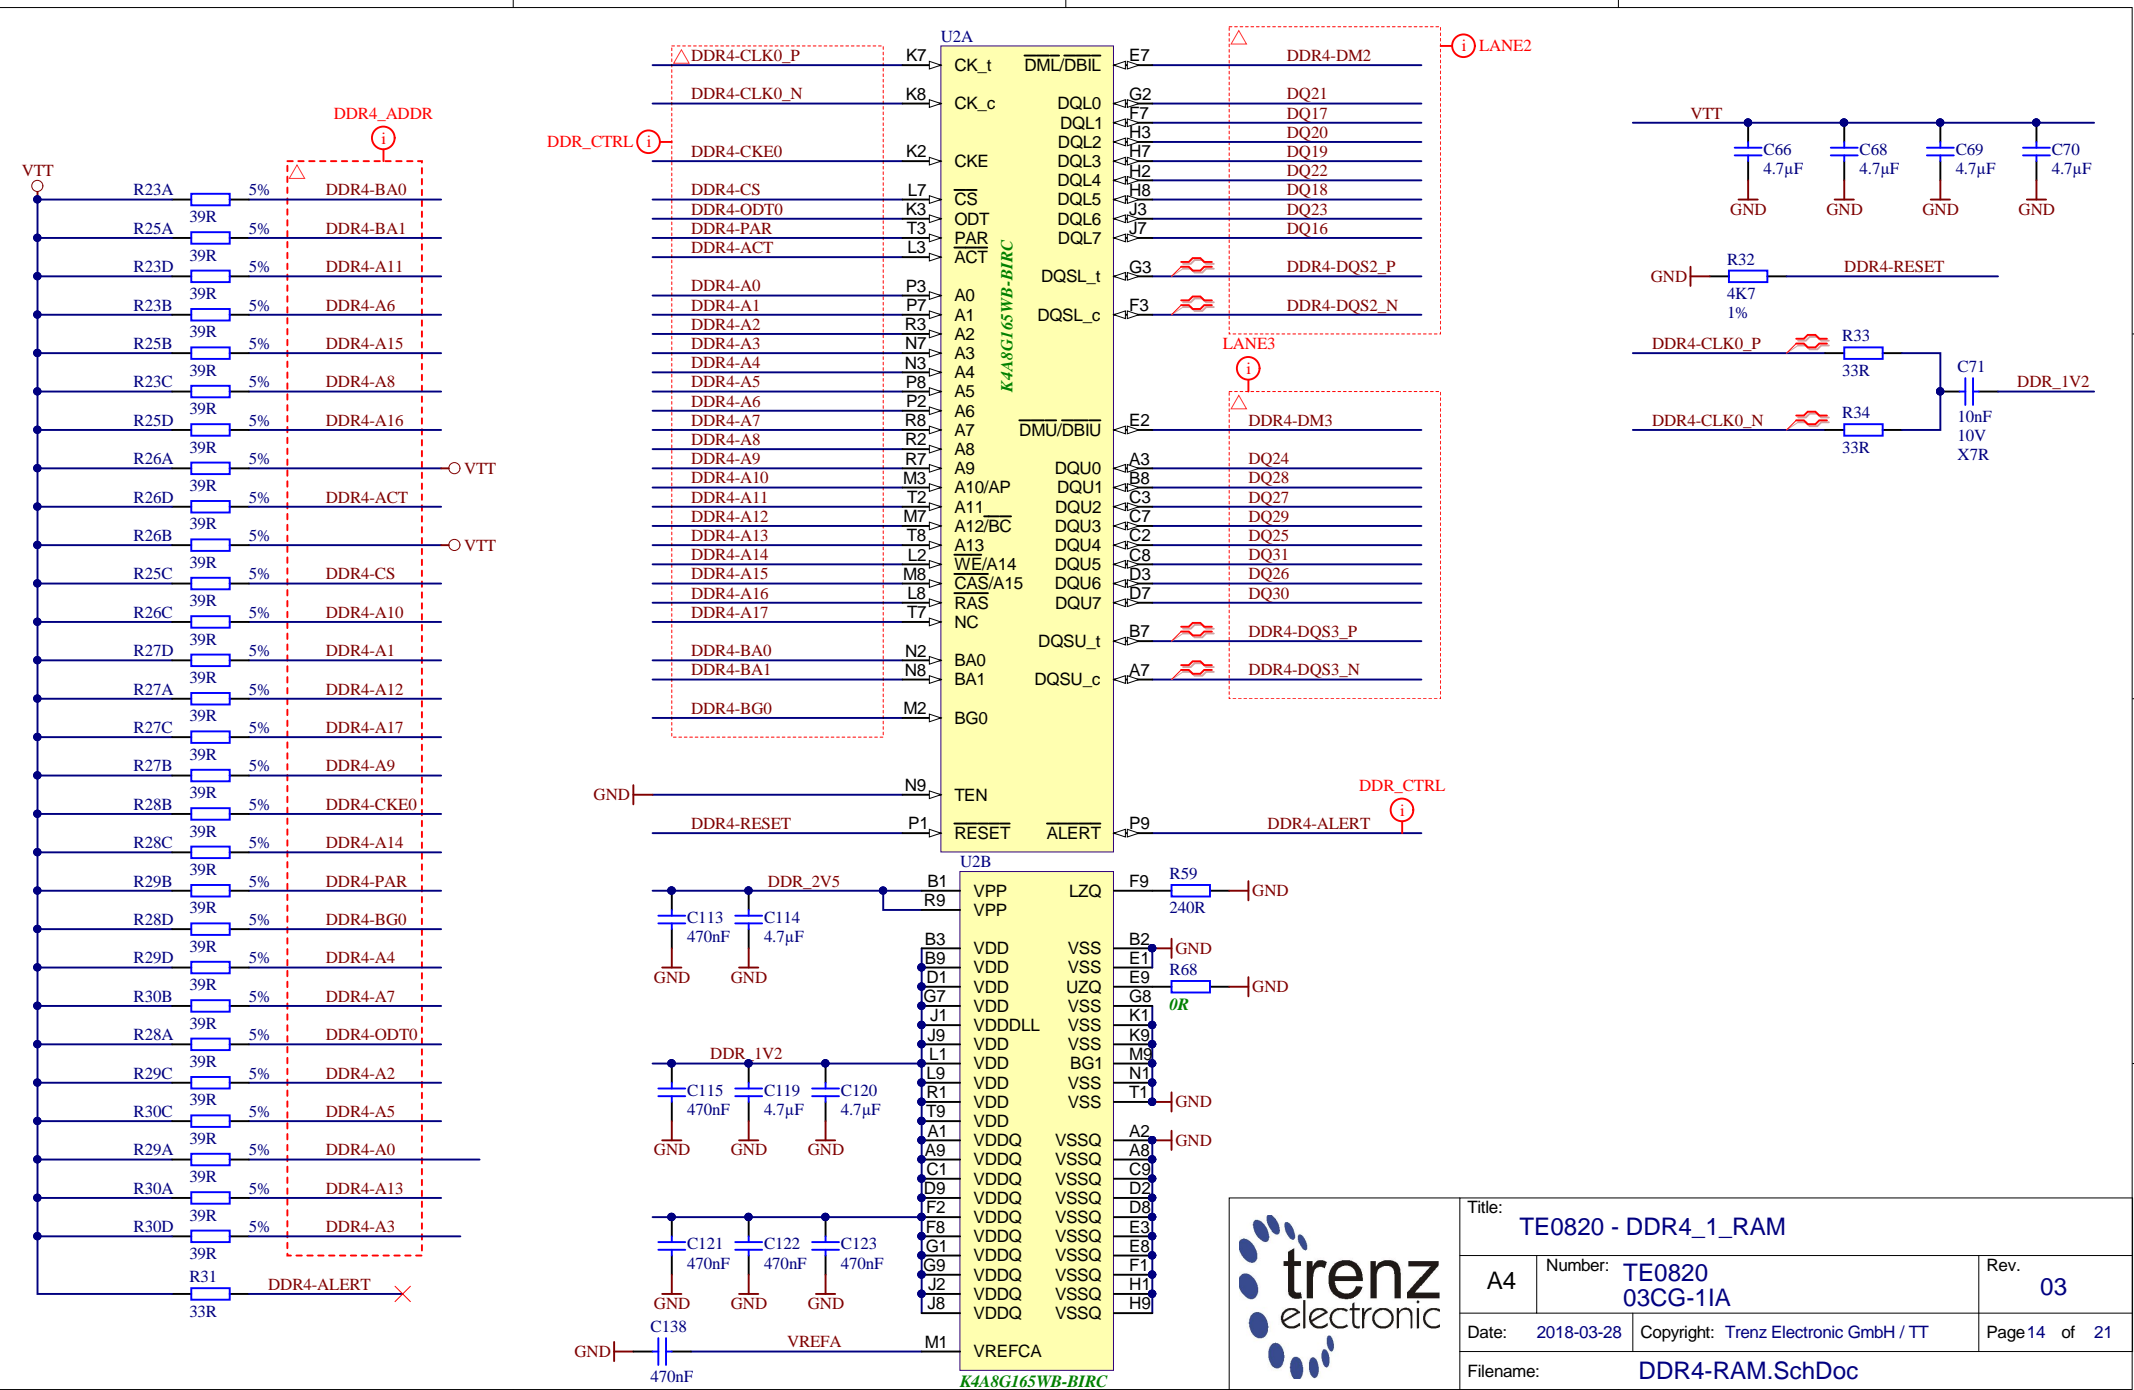 DDR4_ADDR
i
VTT
R23A 5% DDR4-BA0
39R
R25A 5% DDR4-BA1
39R
R23D 5% DDR4-A11
39R
R23B 5% DDR4-A6
39R
R25B 5% DDR4-A15
39R
R23C 5% DDR4-A8
39R
R25D 5% DDR4-A16
39R
R26A 5% VTT
39R
R26D 5% DDR4-ACT
39R
R26B 5% VTT
39R
R25C 5% DDR4-CS
39R
R26C 5% DDR4-A10
39R
R27D 5% DDR4-A1
39R
R27A 5% DDR4-A12
39R
R27C 5% DDR4-A17
39R
R27B 5% DDR4-A9
39R
R28B 5% DDR4-CKE0
39R
R28C 5% DDR4-A14
39R
R29B 5% DDR4-PAR
39R
R28D 5% DDR4-BG0
39R
R29D 5% DDR4-A4
39R
R30B 5% DDR4-A7
39R
R28A 5% DDR4-ODT0
39R
R29C 5% DDR4-A2
39R
R30C 5% DDR4-A5
39R
R29A 5% DDR4-A0
39R
R30A 5% DDR4-A13
39R
R30D 5% DDR4-A3
39R
R31 DDR4-ALERT
33R
U2A
DDR_CTRL i
DDR4-CLK0_P K7 CK_t
DDR4-CLK0_N K8 CK_c
DDR4-CKE0 K2 CKE
DDR4-CS L7 CS
DDR4-ODT0 K3 ODT
DDR4-PAR T3 PAR
DDR4-ACT L3 ACT
DDR4-A0 P3 A0
DDR4-A1 P7 A1
DDR4-A2 R3 A2
DDR4-A3 N7 A3
DDR4-A4 N3 A4
DDR4-A5 P8 A5
DDR4-A6 P2 A6
DDR4-A7 R8 A7
DDR4-A8 R2 A8
DDR4-A9 R7 A9
DDR4-A10 M3 A10/AP
DDR4-A11 T2 A11
DDR4-A12 M7 A12/BC
DDR4-A13 T8 A13
DDR4-A14 L2 WE/A14
DDR4-A15 M8 CAS/A15
DDR4-A16 L8 RAS
DDR4-A17 T7 NC
DDR4-BA0 N2 BA0
DDR4-BA1 N8 BA1
DDR4-BG0 M2 BG0
GND N9 TEN
DDR4-RESET P1 RESET
K4A8G165WB-BIRC
i LANE2
DML/DBIL E7 DDR4-DM2
DQL0 G2 DQ21
DQL1 F7 DQ17
DQL2 H3 DQ20
DQL3 H7 DQ19
DQL4 H2 DQ22
DQL5 H8 DQ18
DQL6 J3 DQ23
DQL7 J7 DQ16
DQSL_t G3 DDR4-DQS2_P
DQSL_c F3 DDR4-DQS2_N
LANE3
i
DMU/DBIU E2 DDR4-DM3
DQU0 A3 DQ24
DQU1 B8 DQ28
DQU2 C3 DQ27
DQU3 C7 DQ29
DQU4 C2 DQ25
DQU5 C8 DQ31
DQU6 D3 DQ26
DQU7 D7 DQ30
DQSU_t B7 DDR4-DQS3_P
DQSU_c A7 DDR4-DQS3_N
DDR_CTRL
i
ALERT P9 DDR4-ALERT
U2B
DDR_2V5 B1 VPP
R9 VPP
C113 C114
470nF 4.7µF
GND GND
B3 VDD
B9 VDD
D1 VDD
G7 VDD
J1 VDDDLL
J9 VDD
DDR_1V2 L1 VDD
L9 VDD
R1 VDD
T9 VDD
C115 C119 C120
470nF 4.7µF 4.7µF
GND GND GND
A1 VDDQ
A9 VDDQ
C1 VDDQ
D9 VDDQ
F2 VDDQ
F8 VDDQ
G1 VDDQ
G9 VDDQ
J2 VDDQ
J8 VDDQ
C121 C122 C123
470nF 470nF 470nF
GND GND GND
C138
GND VREFA M1 VREFCA
470nF
LZQ F9 R59 GND
240R
VSS B2 GND
VSS E1
UZQ E9 R68 GND
0R
VSS G8
VSS K1
VSS K9
BG1 M9
VSS N1
VSS T1 GND
VSSQ A2 GND
VSSQ A8
VSSQ C9
VSSQ D2
VSSQ D8
VSSQ E3
VSSQ E8
VSSQ F1
VSSQ H1
VSSQ H9
K4A8G165WB-BIRC
VTT
C66 C68 C69 C70
4.7µF 4.7µF 4.7µF 4.7µF
GND GND GND GND
R32
GND DDR4-RESET
4K7
1%
DDR4-CLK0_P R33
33R
C71 DDR_1V2
10nF
10V
X7R
DDR4-CLK0_N R34
33R
trenz
electronic
Title:
TE0820 - DDR4_1_RAM
A4 Number: TE0820
03CG-1IA
Rev.
03
Date: 2018-03-28 Copyright: Trenz Electronic GmbH / TT Page 14 of 21
Filename: DDR4-RAM.SchDoc